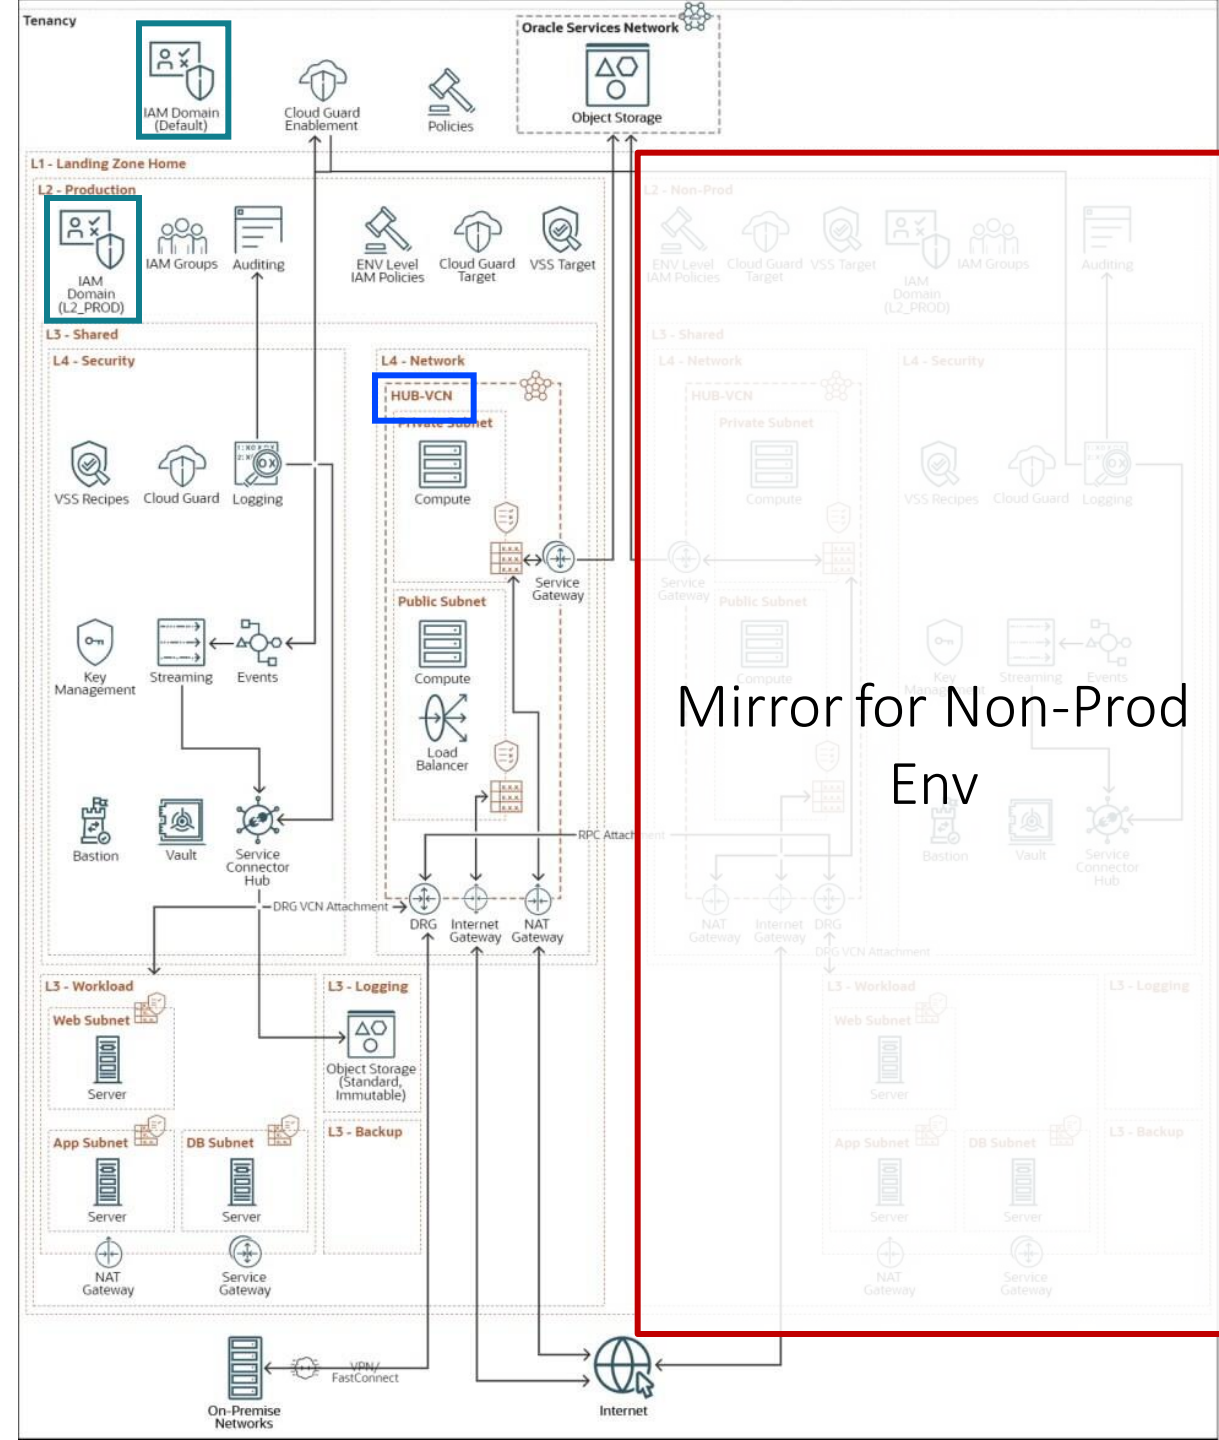 Tenancy
IAM Domain
(Default)
Cloud Guard
Enablement
Policies
Oracle Services Network
Object Storage
L1 - Landing Zone Home
L2 - Production
IAM
Domain
(L2_PROD)
IAM Groups
Auditing
ENV Level
IAM Policies
Cloud Guard
Target
VSS Target
L3 - Shared
L4 - Security
VSS Recipes
Cloud Guard
Logging
Key
Management
Streaming
Events
Bastion
Vault
Service
Connector
Hub
L4 - Network
HUB-VCN
Private Subnet
Compute
Service
Gateway
Public Subnet
Compute
Load
Balancer
RPC Attachment
DRG VCN Attachment
DRG
Internet
Gateway
NAT
Gateway
L3 - Workload
Web Subnet
Server
App Subnet
Server
DB Subnet
Server
NAT
Gateway
Service
Gateway
L3 - Logging
Object Storage
(Standard,
Immutable)
L3 - Backup
L2 - Non-Prod
ENV Level
IAM Policies
Cloud Guard
Target
VSS Target
IAM
Domain
(L2_PROD)
IAM Groups
Auditing
L3 - Shared
L4 - Network
HUB-VCN
Private Subnet
Compute
Service
Gateway
Public Subnet
Compute
L4 - Security
VSS Recipes
Cloud Guard
Logging
Key
Management
Streaming
Events
Mirror for Non-Prod
Env
Bastion
Vault
Service
Connector
Hub
NAT
Gateway
Internet
Gateway
DRG
DRG VCN Attachment
L3 - Workload
Web Subnet
Server
App Subnet
Server
DB Subnet
Server
NAT
Gateway
Service
Gateway
L3 - Logging
L3 - Backup
On-Premise
Networks
VPN/
FastConnect
Internet